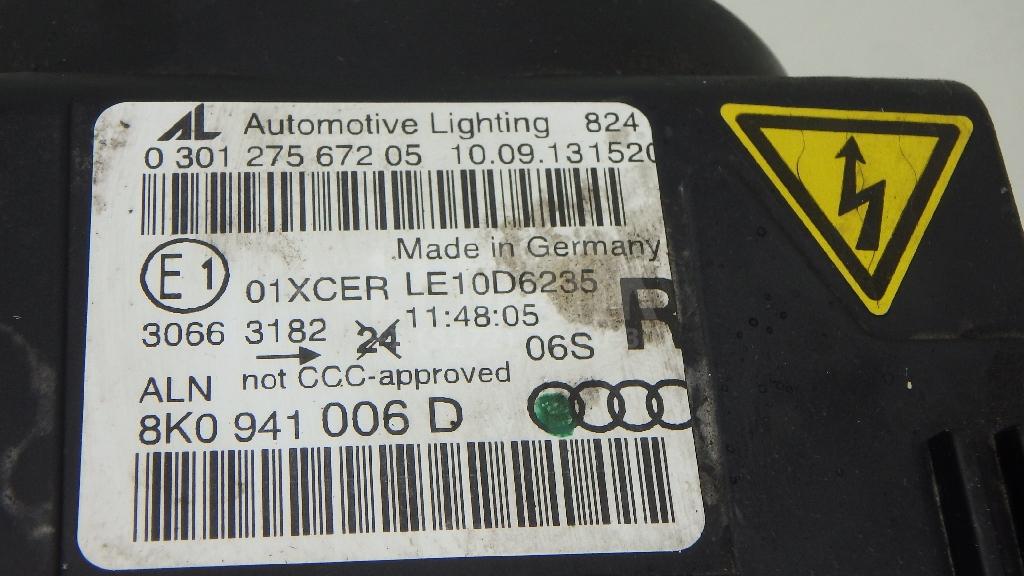 AL Automotive Lighting 824
0 301 275 672 05 10.09.131520
Made in Germany
E1 01XCER LE10D6235
R
3066 3182 24 11:48:05
06S
not CCC-approved
ALN
8K0 941 006 D